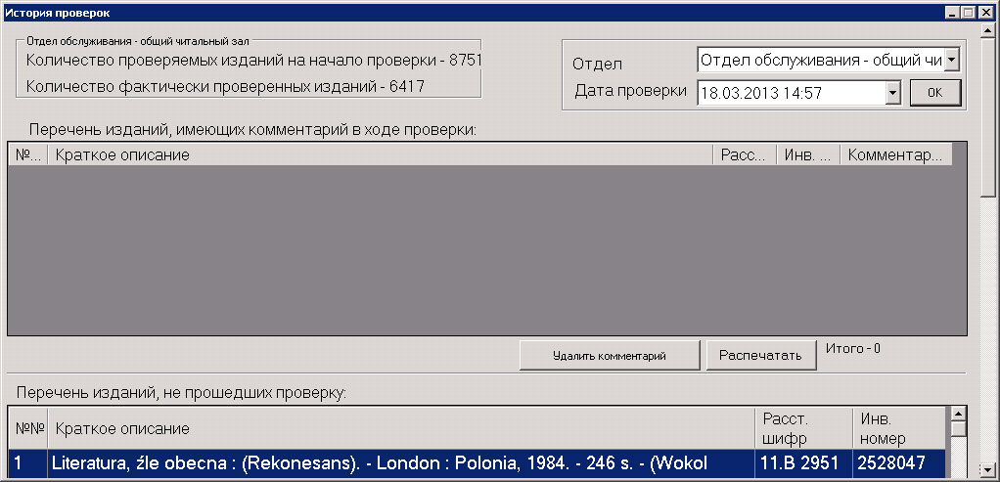 История проверок
Отдел обслуживания - общий читальный зал
Количество проверяемых изданий на начало проверки - 8751
Количество фактически проверенных изданий - 6417
Отдел
Отдел обслуживания - общий чи
Дата проверки
18.03.2013 14:57
ОК
Перечень изданий, имеющих комментарий в ходе проверки:
№... Краткое описание Расс... Инв. ... Комментар...
Удалить комментарий
Распечатать
Итого - 0
Перечень изданий, не прошедших проверку:
№№ Краткое описание Расст. шифр Инв. номер
1 Literatura, źle obecna : (Rekonesans). - London : Polonia, 1984. - 246 s. - (Wokol 11.В 2951 2528047